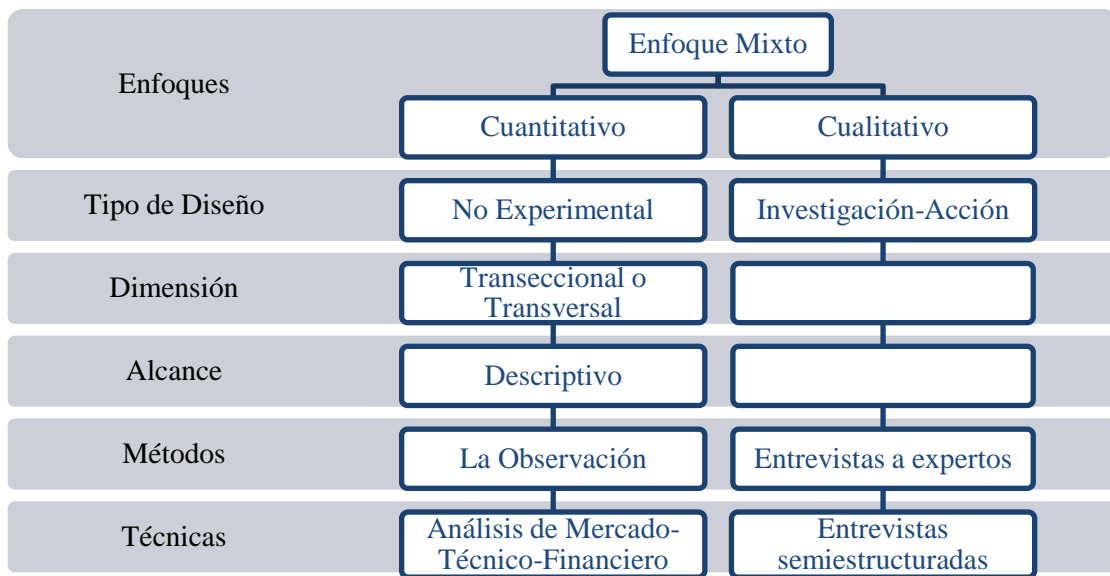 Enfoque Mixto
Enfoques
Cuantitativo
Cualitativo
Tipo de Diseño
No Experimental
Investigación-Acción
Dimensión
Transeccional o
Transversal
Alcance
Descriptivo
Métodos
La Observación
Entrevistas a expertos
Técnicas
Análisis de Mercado-
Técnico-Financiero
Entrevistas
semiestructuradas